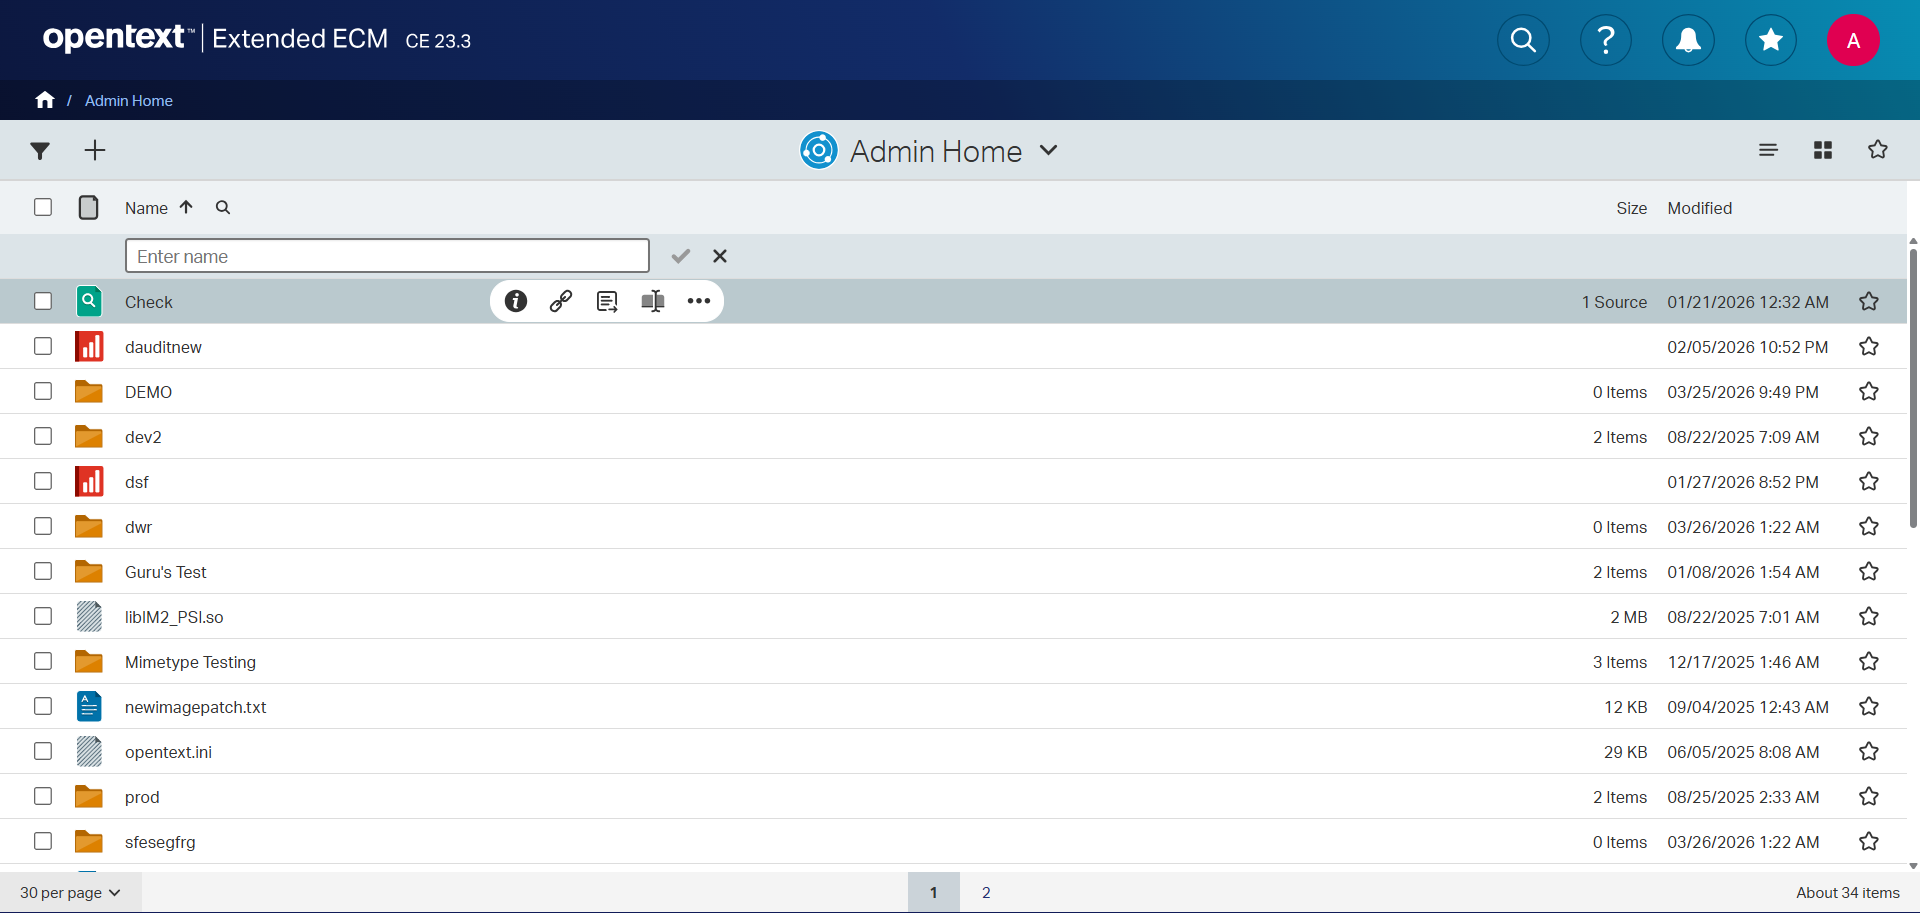 opentext™ | Extended ECM CE 23.3
A
/ Admin Home
Admin Home
Name Size Modified
Enter name
Check 1 Source 01/21/2026 12:32 AM
dauditnew 02/05/2026 10:52 PM
DEMO 0 Items 03/25/2026 9:49 PM
dev2 2 Items 08/22/2025 7:09 AM
dsf 01/27/2026 8:52 PM
dwr 0 Items 03/26/2026 1:22 AM
Guru's Test 2 Items 01/08/2026 1:54 AM
libIM2_PSI.so 2 MB 08/22/2025 7:01 AM
Mimetype Testing 3 Items 12/17/2025 1:46 AM
newimagepatch.txt 12 KB 09/04/2025 12:43 AM
opentext.ini 29 KB 06/05/2025 8:08 AM
prod 2 Items 08/25/2025 2:33 AM
sfesegfrg 0 Items 03/26/2026 1:22 AM
30 per page 1 2 About 34 items